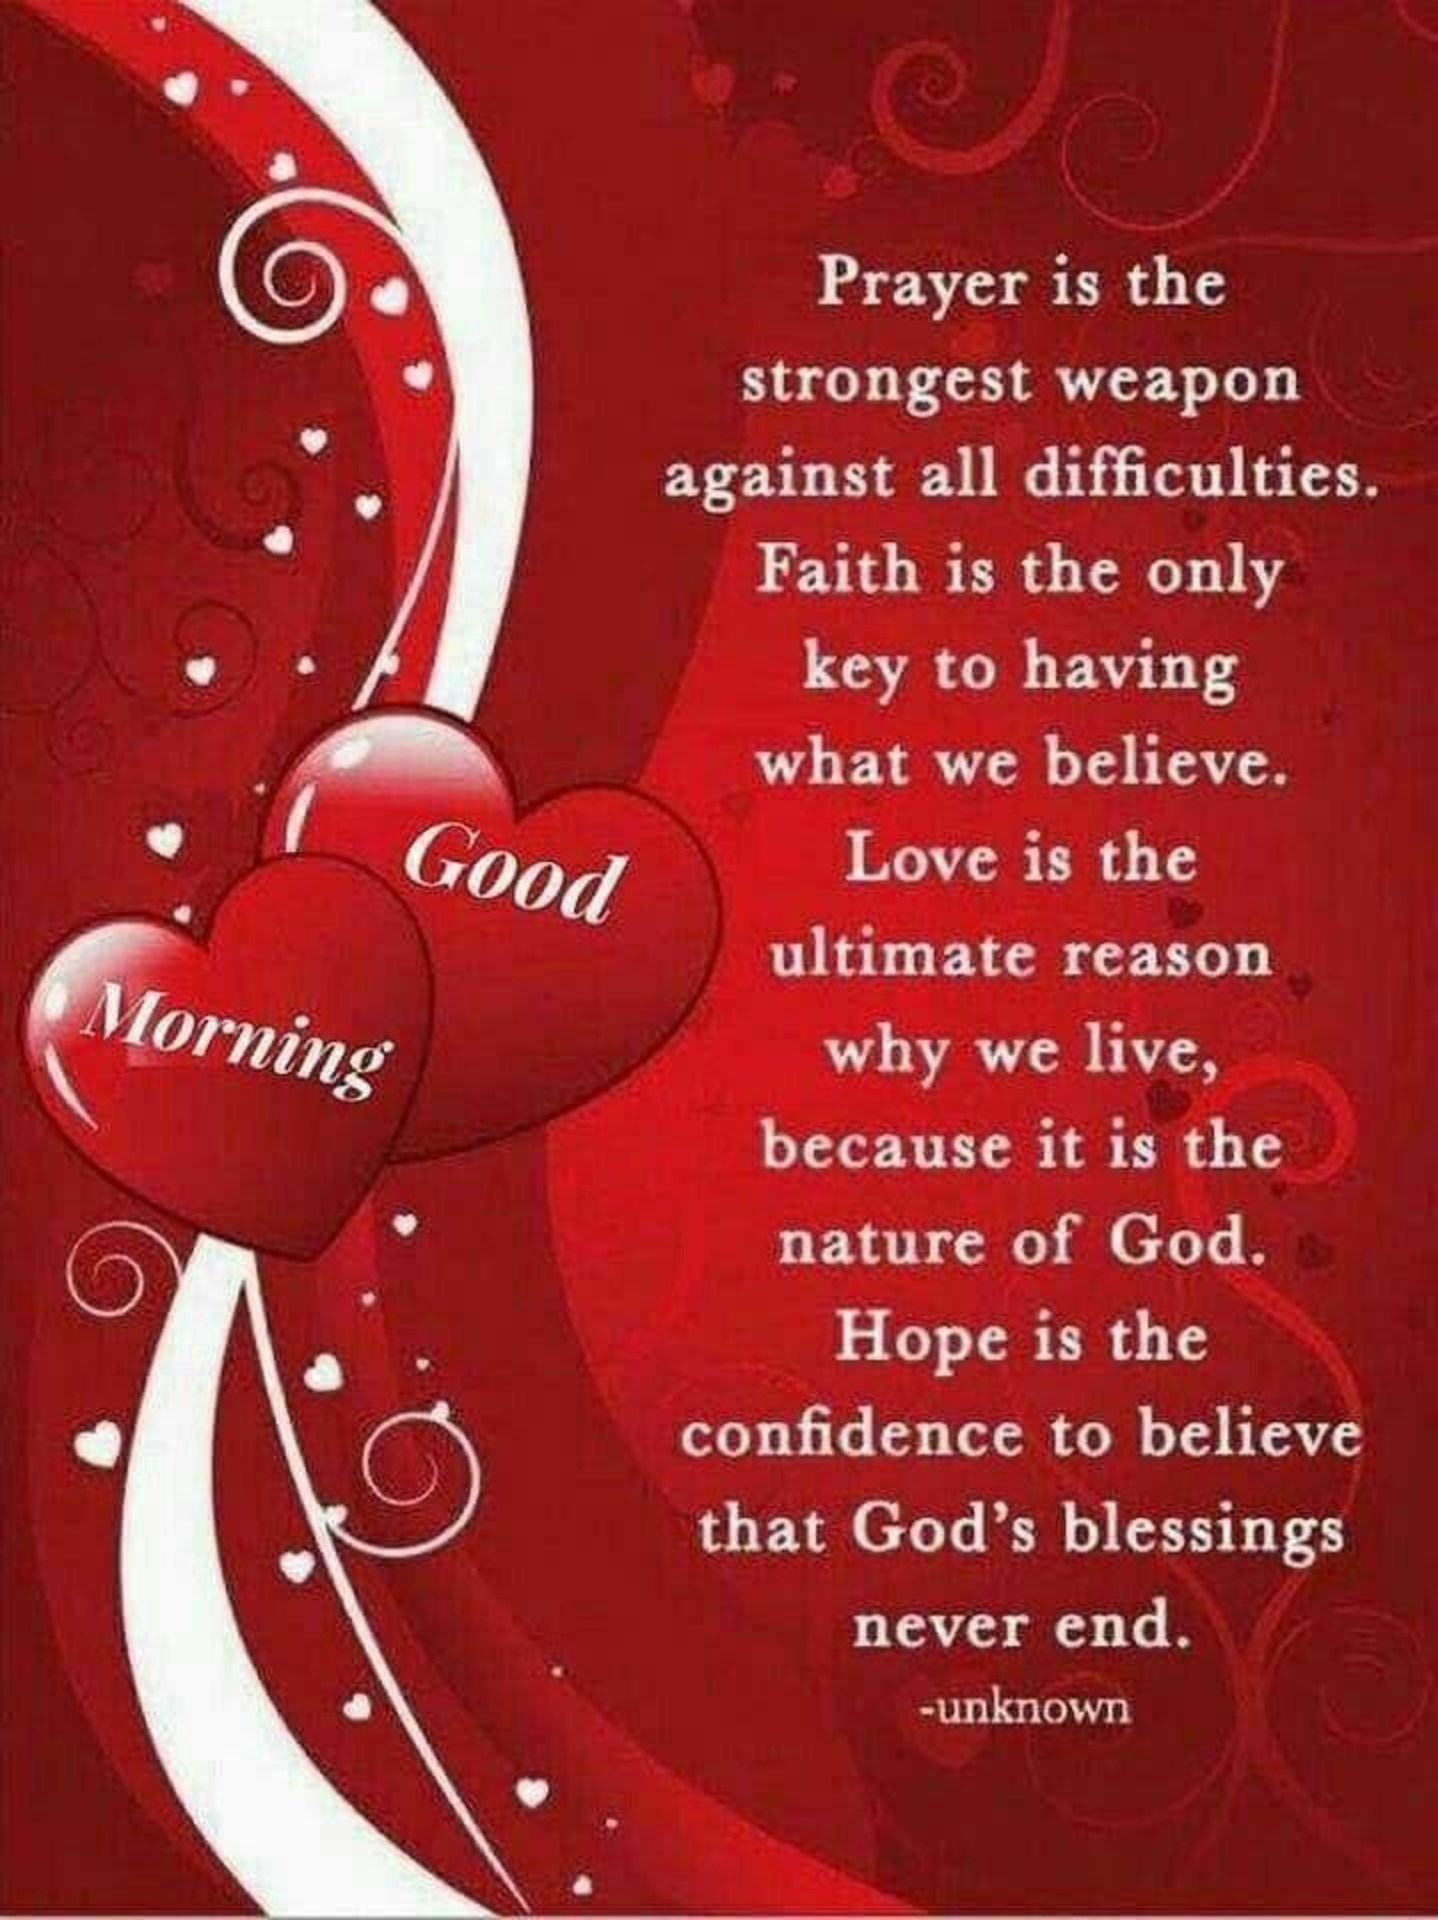 Good
Morning
Prayer is the
strongest weapon
against all difficulties.
Faith is the only
key to having
what we believe.
Love is the
ultimate reason
why we live,
because it is the
nature of God.
Hope is the
confidence to believe
that God's blessings
never end.
-unknown